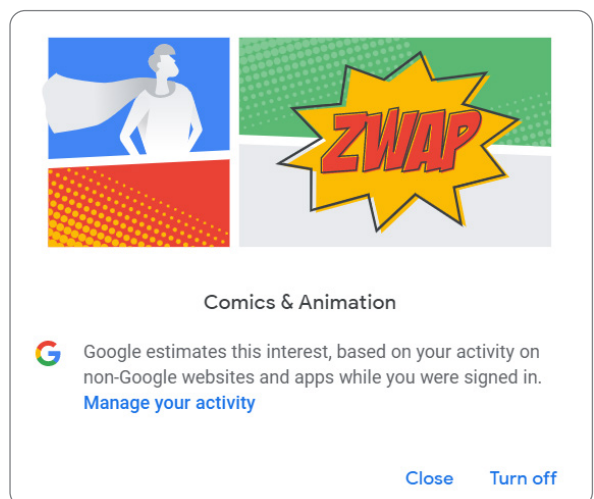 ZWAP
Comics & Animation
Google estimates this interest, based on your activity on
non-Google websites and apps while you were signed in.
Manage your activity
Close Turn off